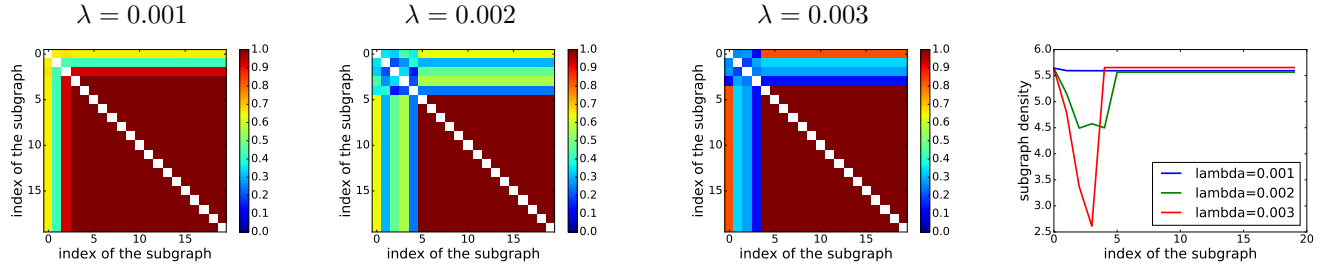 λ = 0.001
0
5
10
15
0 5 10 15
index of the subgraph
index of the subgraph
1.0
0.9
0.8
0.7
0.6
0.5
0.4
0.3
0.2
0.1
0.0
λ = 0.002
0
5
10
15
0 5 10 15
index of the subgraph
index of the subgraph
1.0
0.9
0.8
0.7
0.6
0.5
0.4
0.3
0.2
0.1
0.0
λ = 0.003
0
5
10
15
0 5 10 15
index of the subgraph
index of the subgraph
1.0
0.9
0.8
0.7
0.6
0.5
0.4
0.3
0.2
0.1
0.0
6.0
5.5
5.0
4.5
4.0
3.5
3.0
2.5
subgraph density
lambda=0.001
lambda=0.002
lambda=0.003
0 5 10 15 20
index of the subgraph